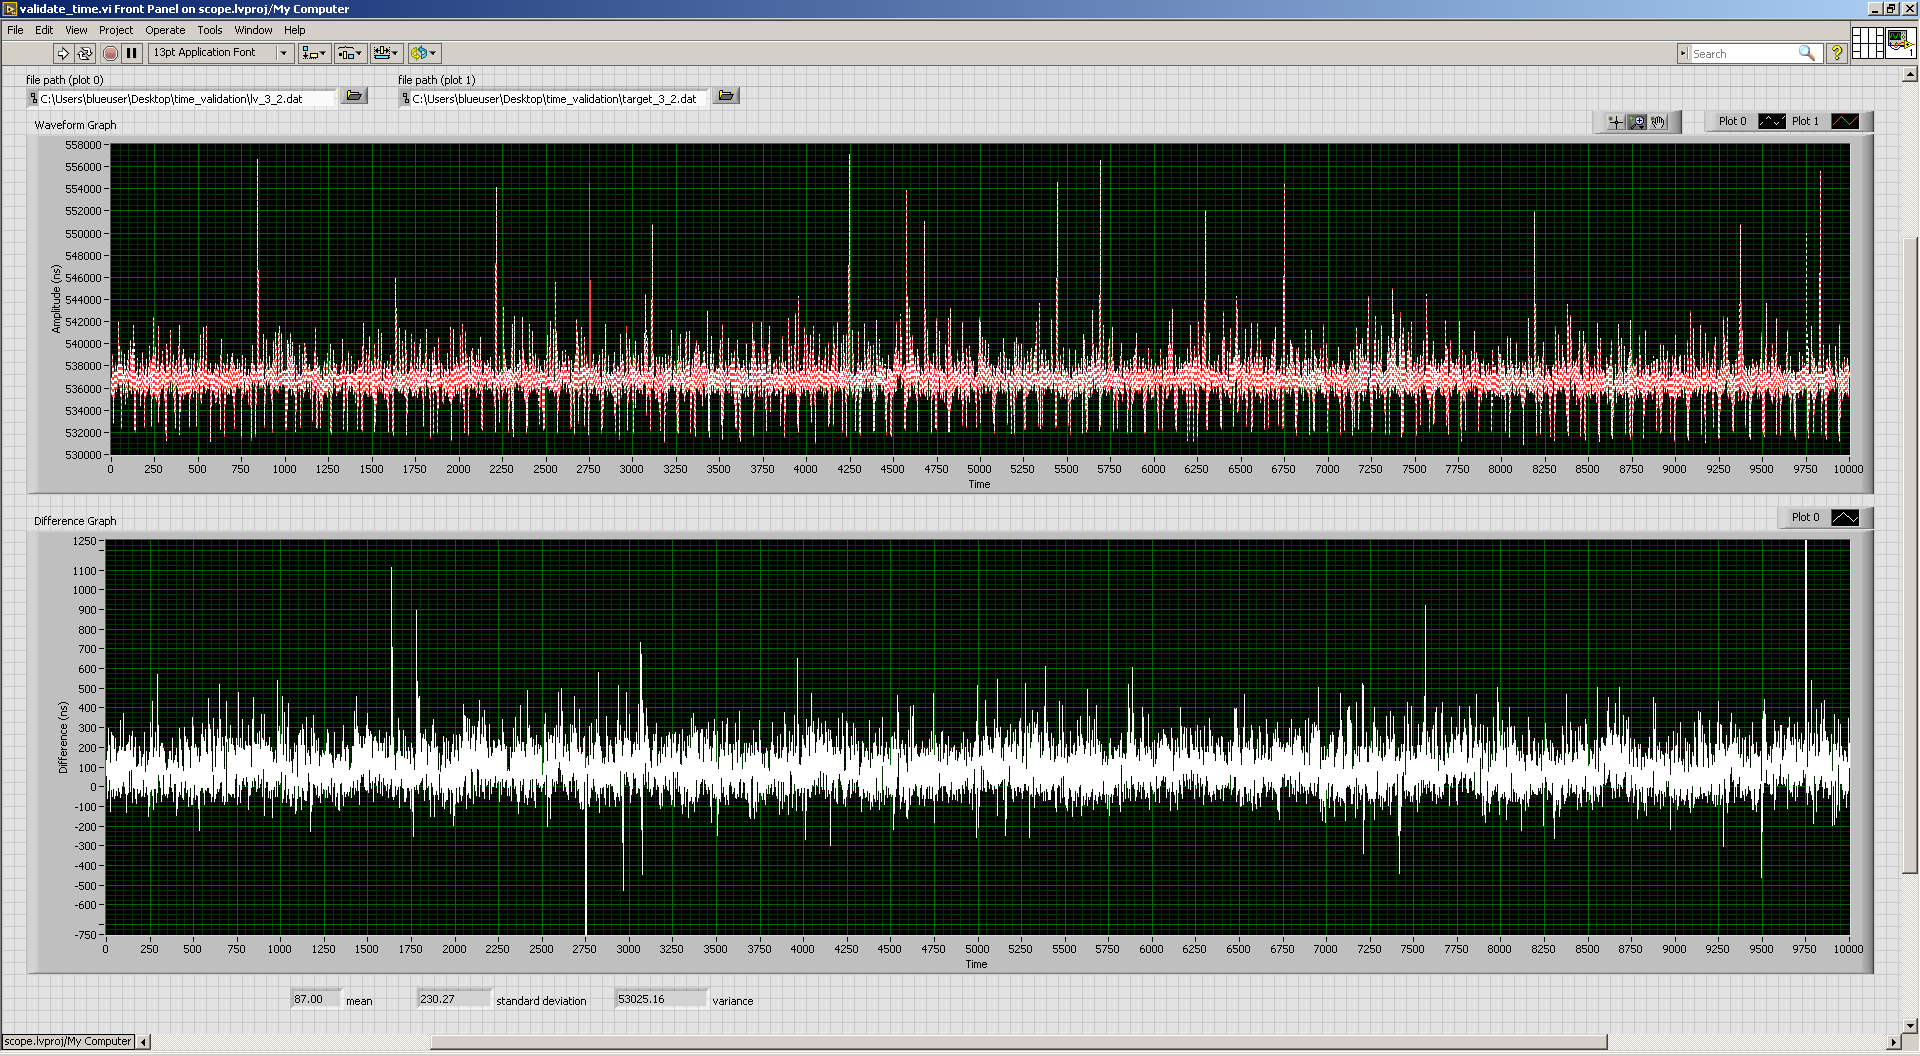 validate_time.vi Front Panel on scope.lvproj/My Computer
File Edit View Project Operate Tools Window Help
13pt Application Font
Search
?
1
file path (plot 0)
C:\Users\blueuser\Desktop\time_validation\lv_3_2.dat
file path (plot 1)
C:\Users\blueuser\Desktop\time_validation\target_3_2.dat
Waveform Graph
Plot 0 Plot 1
Amplitude (ns)
558000
556000
554000
552000
550000
548000
546000
544000
542000
540000
538000
536000
534000
532000
530000
0 250 500 750 1000 1250 1500 1750 2000 2250 2500 2750 3000 3250 3500 3750 4000 4250 4500 4750 5000 5250 5500 5750 6000 6250 6500 6750 7000 7250 7500 7750 8000 8250 8500 8750 9000 9250 9500 9750 10000
Time
Difference Graph
Plot 0
Difference (ns)
1250
1100
1000
900
800
700
600
500
400
300
200
100
0
-100
-200
-300
-400
-500
-600
-750
0 250 500 750 1000 1250 1500 1750 2000 2250 2500 2750 3000 3250 3500 3750 4000 4250 4500 4750 5000 5250 5500 5750 6000 6250 6500 6750 7000 7250 7500 7750 8000 8250 8500 8750 9000 9250 9500 9750 10000
Time
87.00 mean
230.27 standard deviation
53025.16 variance
scope.lvproj/My Computer